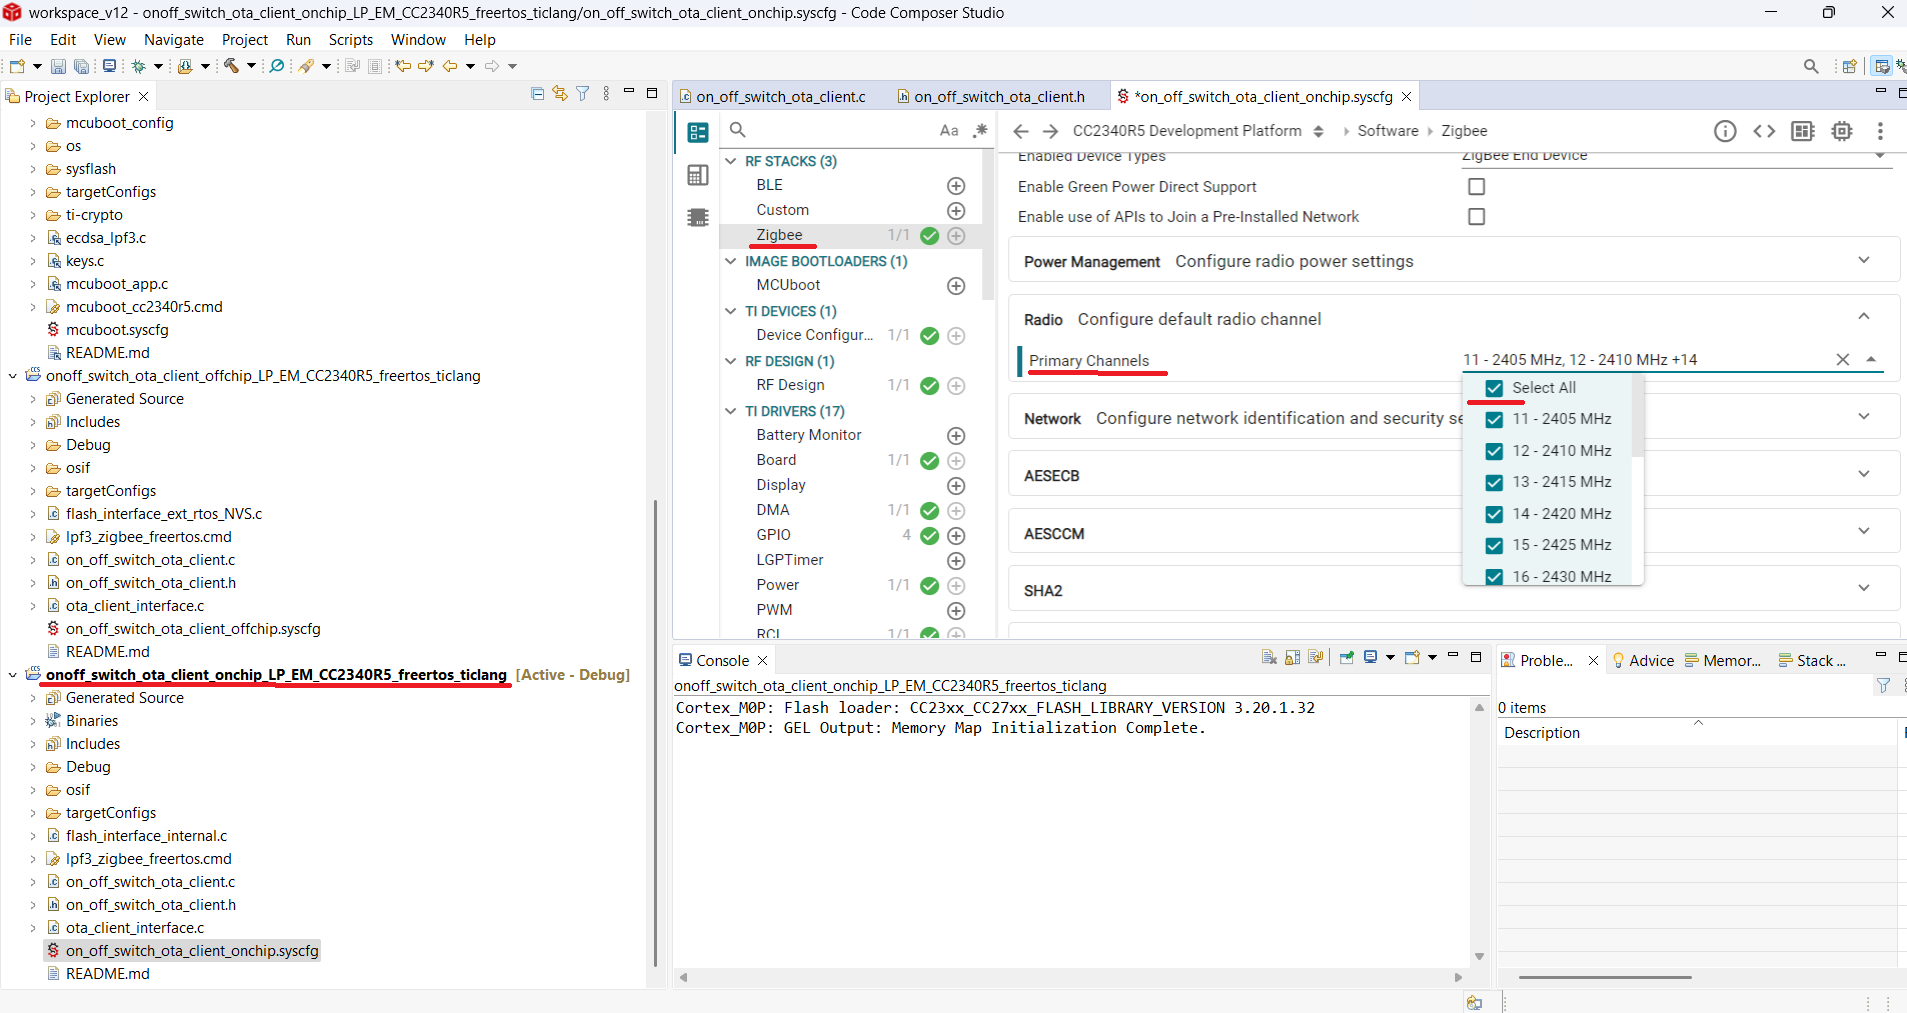 workspace_v12 - onoff_switch_ota_client_onchip_LP_EM_CC2340R5_freertos_ticlang/on_off_switch_ota_client_onchip.syscfg - Code Composer Studio
File Edit View Navigate Project Run Scripts Window Help
Project Explorer
mcuboot_config
os
sysflash
targetConfigs
ti-crypto
ecdsa_lpf3.c
keys.c
mcuboot_app.c
mcuboot_cc2340r5.cmd
mcuboot.syscfg
README.md
onoff_switch_ota_client_offchip_LP_EM_CC2340R5_freertos_ticlang
Generated Source
Includes
Debug
osif
targetConfigs
flash_interface_ext_rtos_NVS.c
lpf3_zigbee_freertos.cmd
on_off_switch_ota_client.c
on_off_switch_ota_client.h
ota_client_interface.c
on_off_switch_ota_client_offchip.syscfg
README.md
onoff_switch_ota_client_onchip_LP_EM_CC2340R5_freertos_ticlang [Active - Debug]
Generated Source
Binaries
Includes
Debug
osif
targetConfigs
flash_interface_internal.c
lpf3_zigbee_freertos.cmd
on_off_switch_ota_client.c
on_off_switch_ota_client.h
ota_client_interface.c
on_off_switch_ota_client_onchip.syscfg
README.md
on_off_switch_ota_client.c
on_off_switch_ota_client.h
*on_off_switch_ota_client_onchip.syscfg
Aa .*
RF STACKS (3)
BLE
Custom
Zigbee 1/1
IMAGE BOOTLOADERS (1)
MCUboot
TI DEVICES (1)
Device Configur... 1/1
RF DESIGN (1)
RF Design 1/1
TI DRIVERS (17)
Battery Monitor
Board 1/1
Display
DMA 1/1
GPIO 4
LGPTimer
Power 1/1
PWM
RCL 1/1
CC2340R5 Development Platform Software Zigbee
Enabled Device Types ZigBee End Device
Enable Green Power Direct Support
Enable use of APIs to Join a Pre-Installed Network
Power Management Configure radio power settings
Radio Configure default radio channel
Primary Channels 11 - 2405 MHz, 12 - 2410 MHz +14
Select All
11 - 2405 MHz
12 - 2410 MHz
13 - 2415 MHz
14 - 2420 MHz
15 - 2425 MHz
16 - 2430 MHz
Network Configure network identification and security se
AESECB
AESCCM
SHA2
Console
onoff_switch_ota_client_onchip_LP_EM_CC2340R5_freertos_ticlang
Cortex_M0P: Flash loader: CC23xx_CC27xx_FLASH_LIBRARY_VERSION 3.20.1.32
Cortex_M0P: GEL Output: Memory Map Initialization Complete.
Proble... Advice Memor... Stack ...
0 items
Description